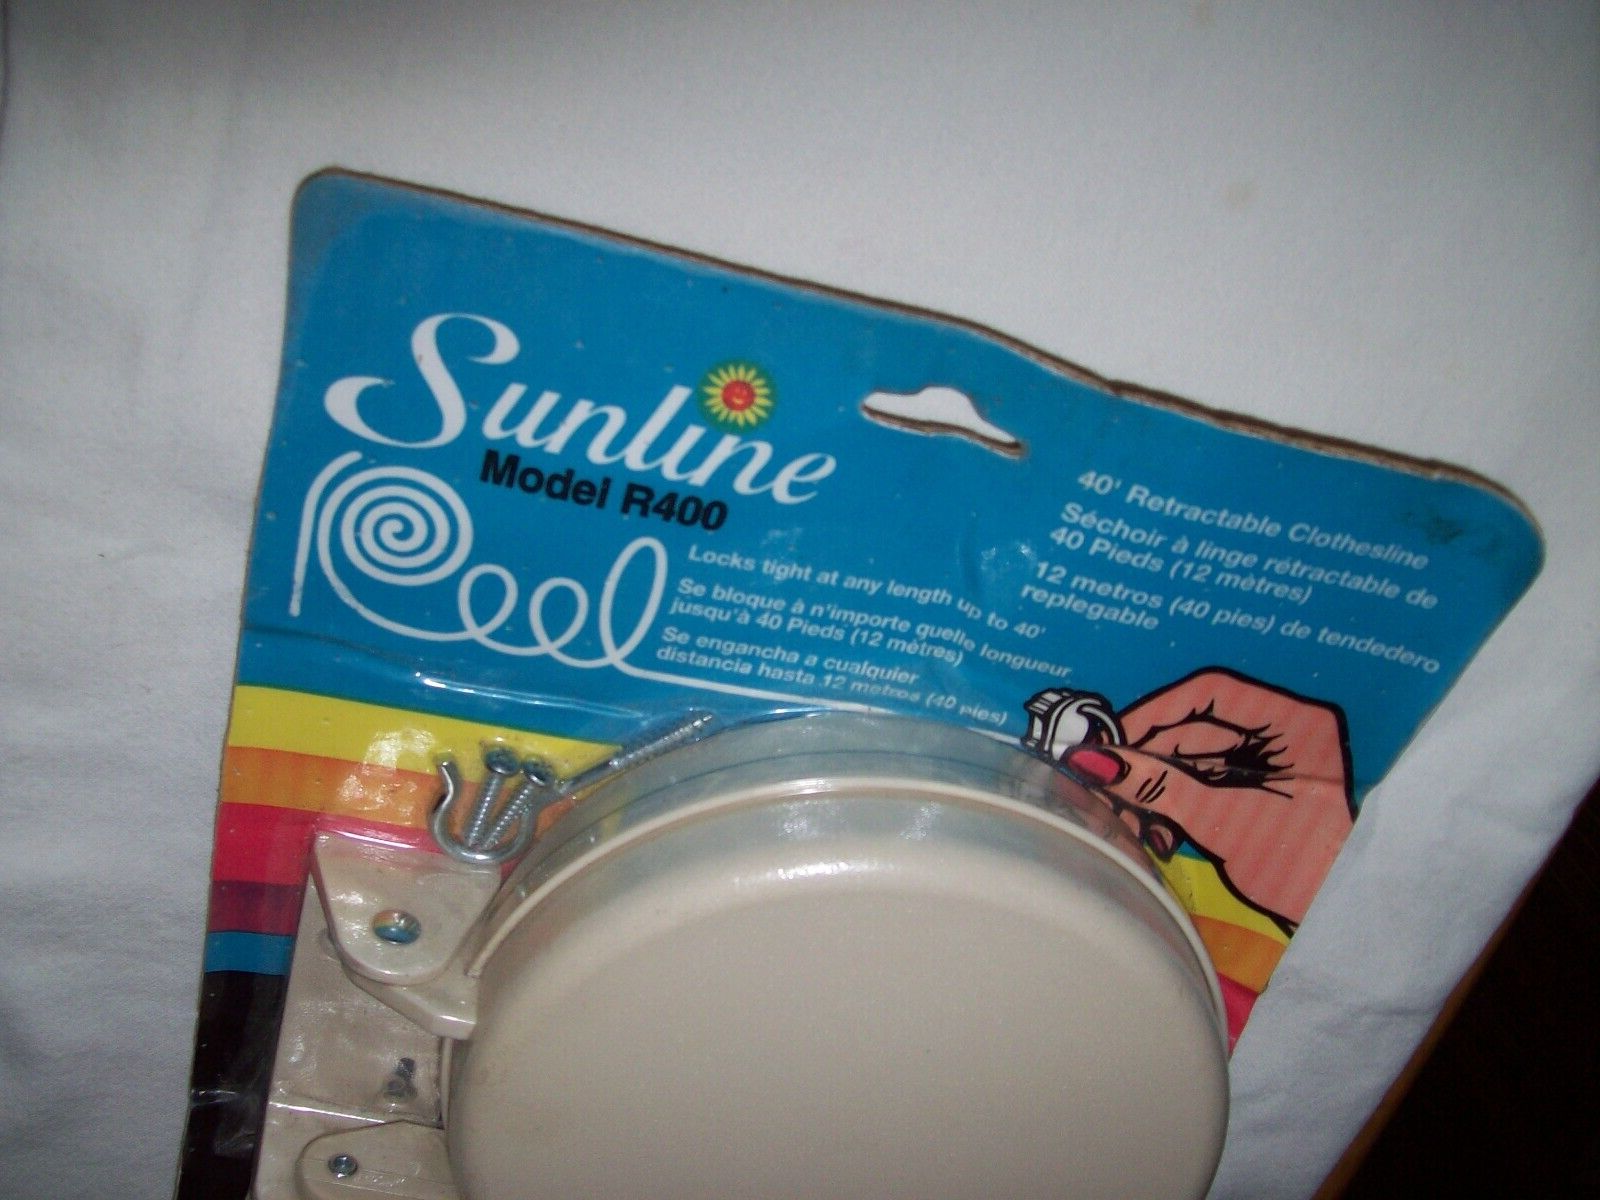 Sunline
Model R400
Reel
Locks tight at any length up to 40'
Se bloque à n'importe quelle longueur
jusqu'à 40 Pieds (12 mètres)
Se engancha a cualquier
distancia hasta 12 metros (40 pies)
40' Retractable Clothesline
Séchoir à linge rétractable de
40 Pieds (12 mètres)
12 metros (40 pies) de tendedero
replegable